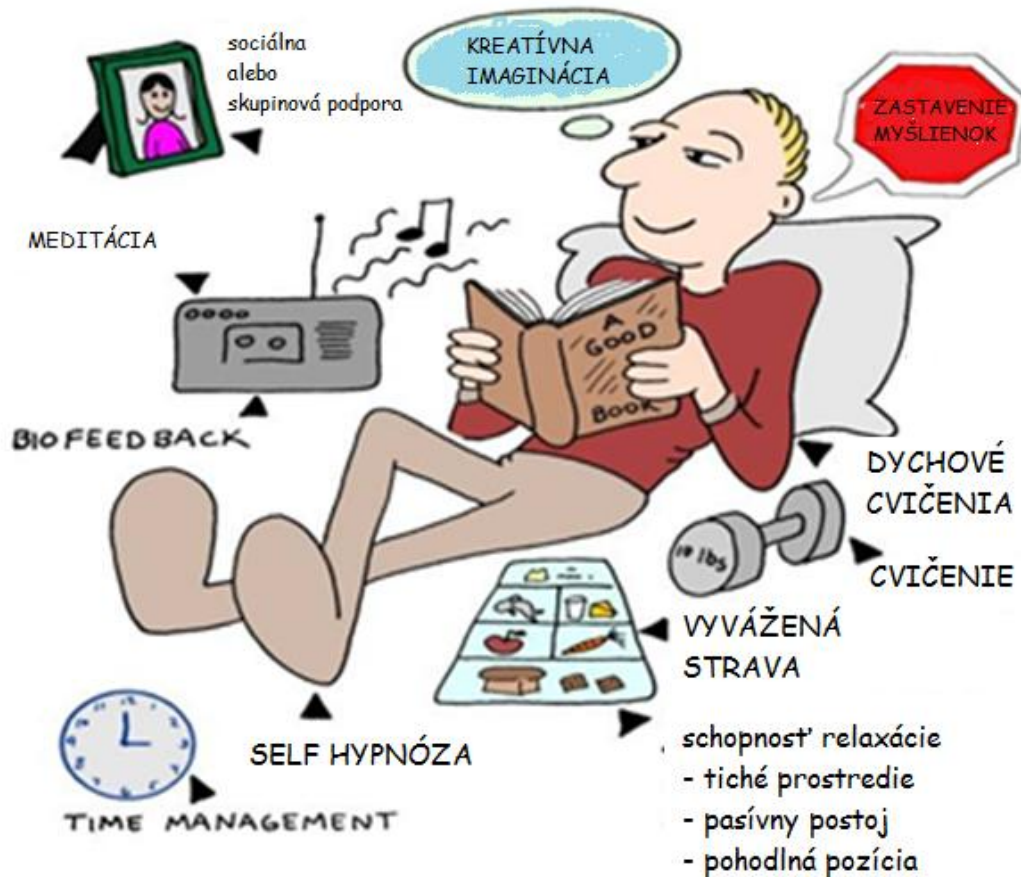 sociálna
alebo
skupinová podpora
KREATÍVNA
IMAGINÁCIA
ZASTAVENIE
MYŠLIENOK
MEDITÁCIA
A
GOOD
BOOK
BIOFEEDBACK
DYCHOVÉ
CVIČENIA
10 lbs
CVIČENIE
VYVÁŽENÁ
STRAVA
SELF HYPNÓZA
schopnosť relaxácie
- tiché prostredie
- pasívny postoj
- pohodlná pozícia
TIME MANAGEMENT